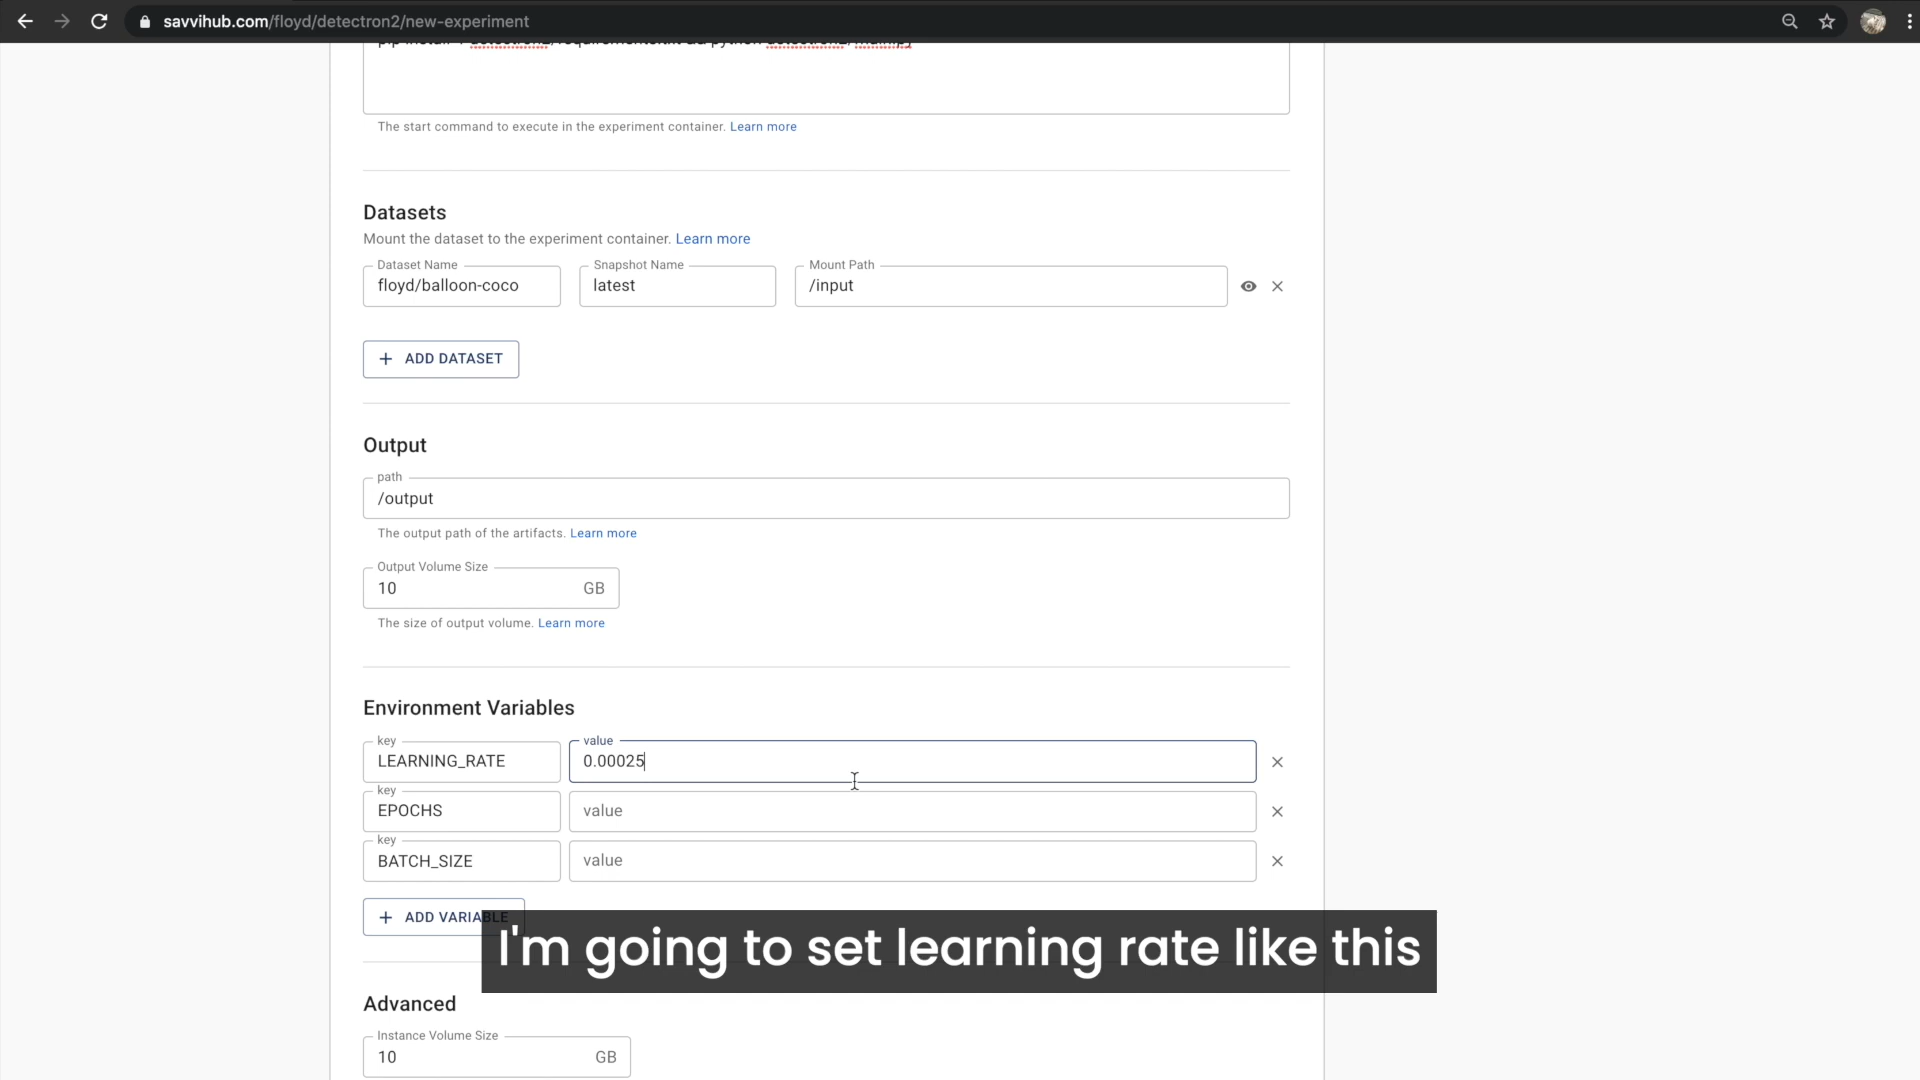 savvihub.com/floyd/detectron2/new-experiment
The start command to execute in the experiment container. Learn more
Datasets
Mount the dataset to the experiment container. Learn more
Dataset Name
floyd/balloon-coco
Snapshot Name
latest
Mount Path
/input
ADD DATASET
Output
path
/output
The output path of the artifacts. Learn more
Output Volume Size
10 GB
The size of output volume. Learn more
Environment Variables
key
LEARNING_RATE
value
0.00025
key
EPOCHS
value
key
BATCH_SIZE
value
ADD VARIABLE
I'm going to set learning rate like this
Advanced
Instance Volume Size
10 GB